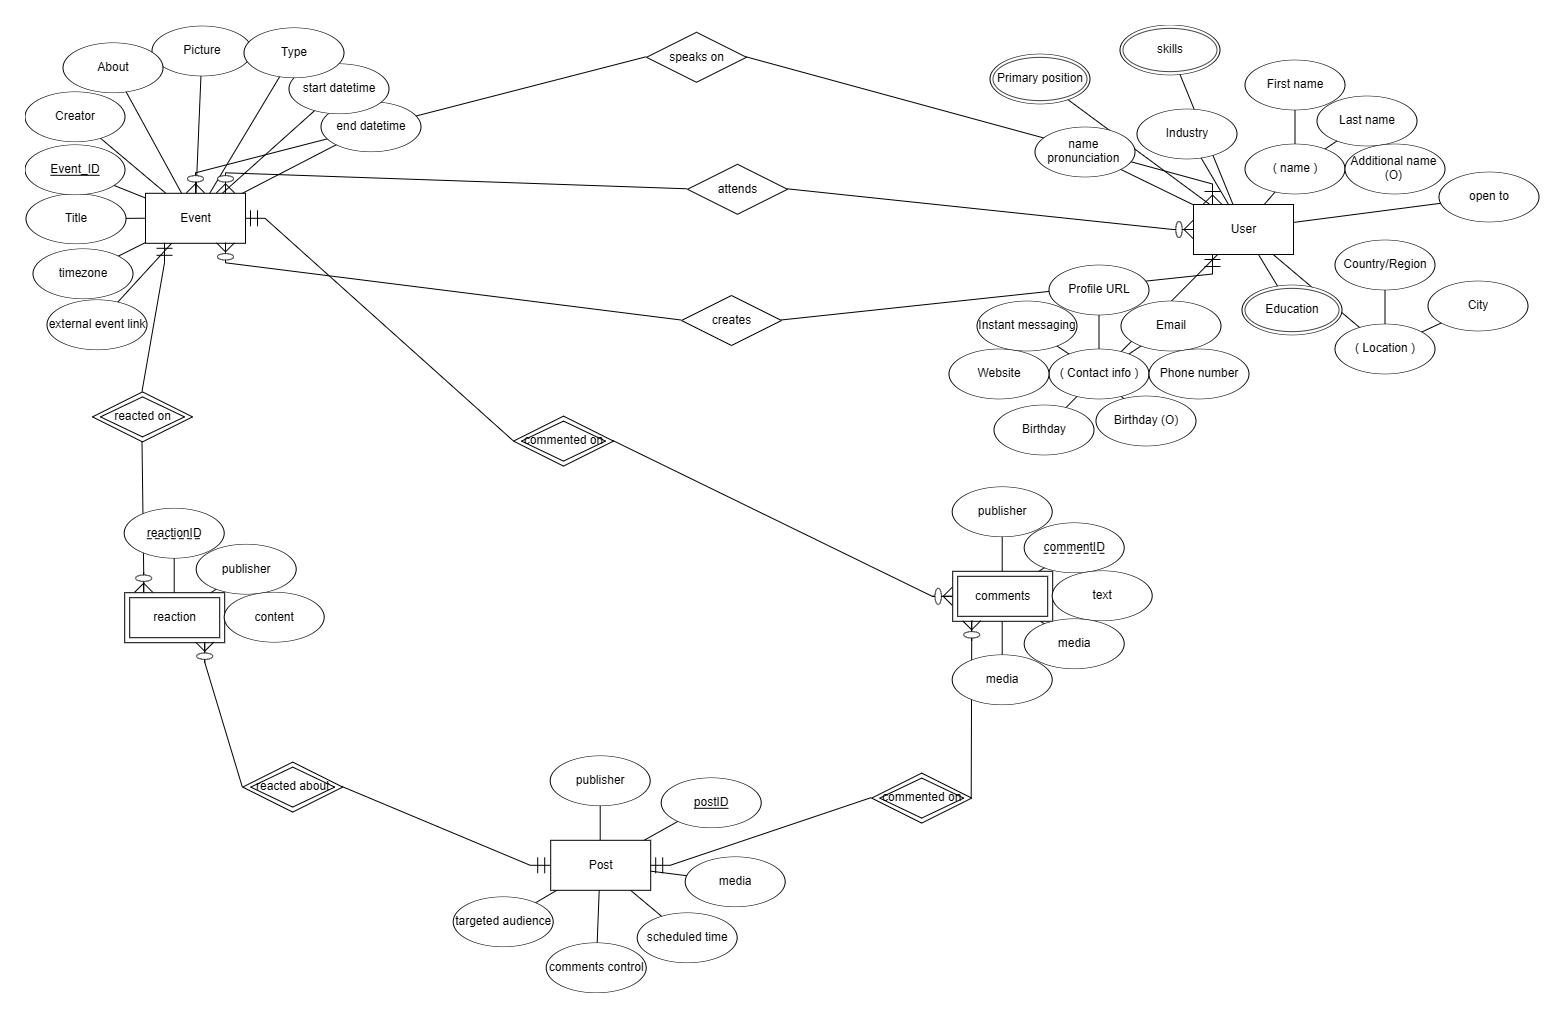 Picture
Type
About
start datetime
Creator
end datetime
Event_ID
Title
Event
timezone
external event link
speaks on
attends
creates
skills
Primary position
First name
Last name
Industry
name
pronunciation
( name )
Additional name
(O)
open to
User
Country/Region
City
Education
( Location )
Profile URL
Instant messaging
Email
Website
( Contact info )
Phone number
Birthday
Birthday (O)
reacted on
commented on
reactionID
publisher
reaction
content
publisher
commentID
comments
text
media
media
reacted about
commented on
publisher
postID
Post
media
targeted audience
scheduled time
comments control